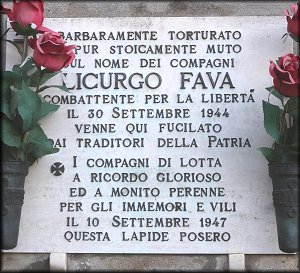 BARBARAMENTE TORTURATO
PUR STOICAMENTE MUTO
SUL NOME DEI COMPAGNI
LICURGO FAVA
COMBATTENTE PER LA LIBERTÀ
IL 30 SETTEMBRE 1944
VENNE QUI FUCILATO
DAI TRADITORI DELLA PATRIA
I COMPAGNI DI LOTTA
A RICORDO GLORIOSO
ED A MONITO PERENNE
PER GLI IMMEMORI E VILI
IL 10 SETTEMBRE 1947
QUESTA LAPIDE POSERO